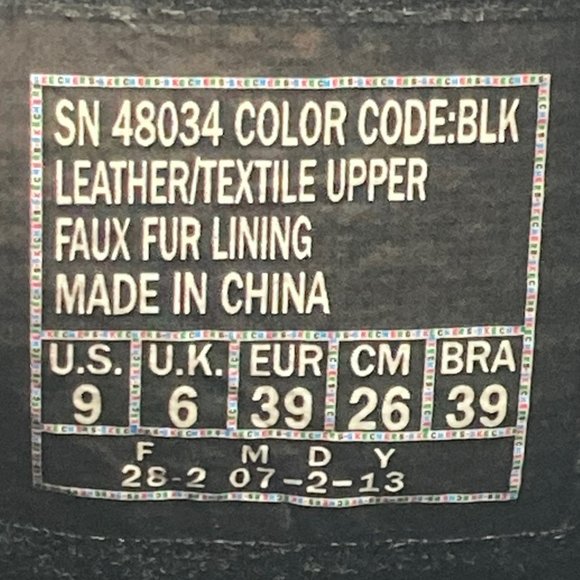 SN 48034 COLOR CODE:BLK
LEATHER/TEXTILE UPPER
FAUX FUR LINING
MADE IN CHINA
U.S. U.K. EUR CM BRA
9 6 39 26 39
F M D Y
28-2 07-2-13